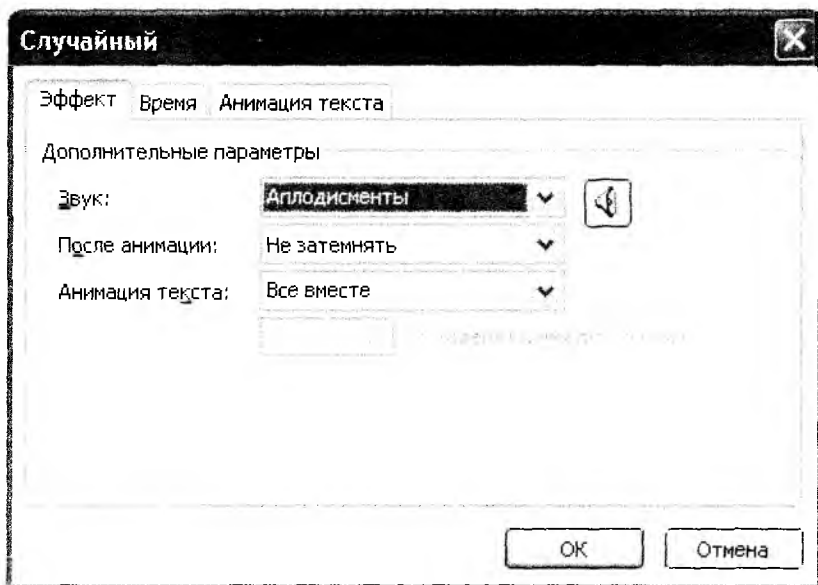 Случайный
Эффект Время Анимация текста
Дополнительные параметры
Звук: Аплодисменты
После анимации: Не затемнять
Анимация текста: Все вместе
ОК Отмена